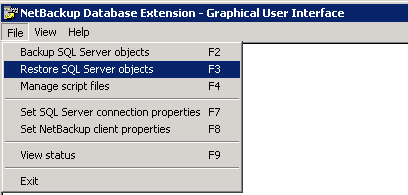 NetBackup Database Extension - Graphical User Interface
File View Help
Backup SQL Server objects F2
Restore SQL Server objects F3
Manage script files F4
Set SQL Server connection properties F7
Set NetBackup client properties F8
View status F9
Exit